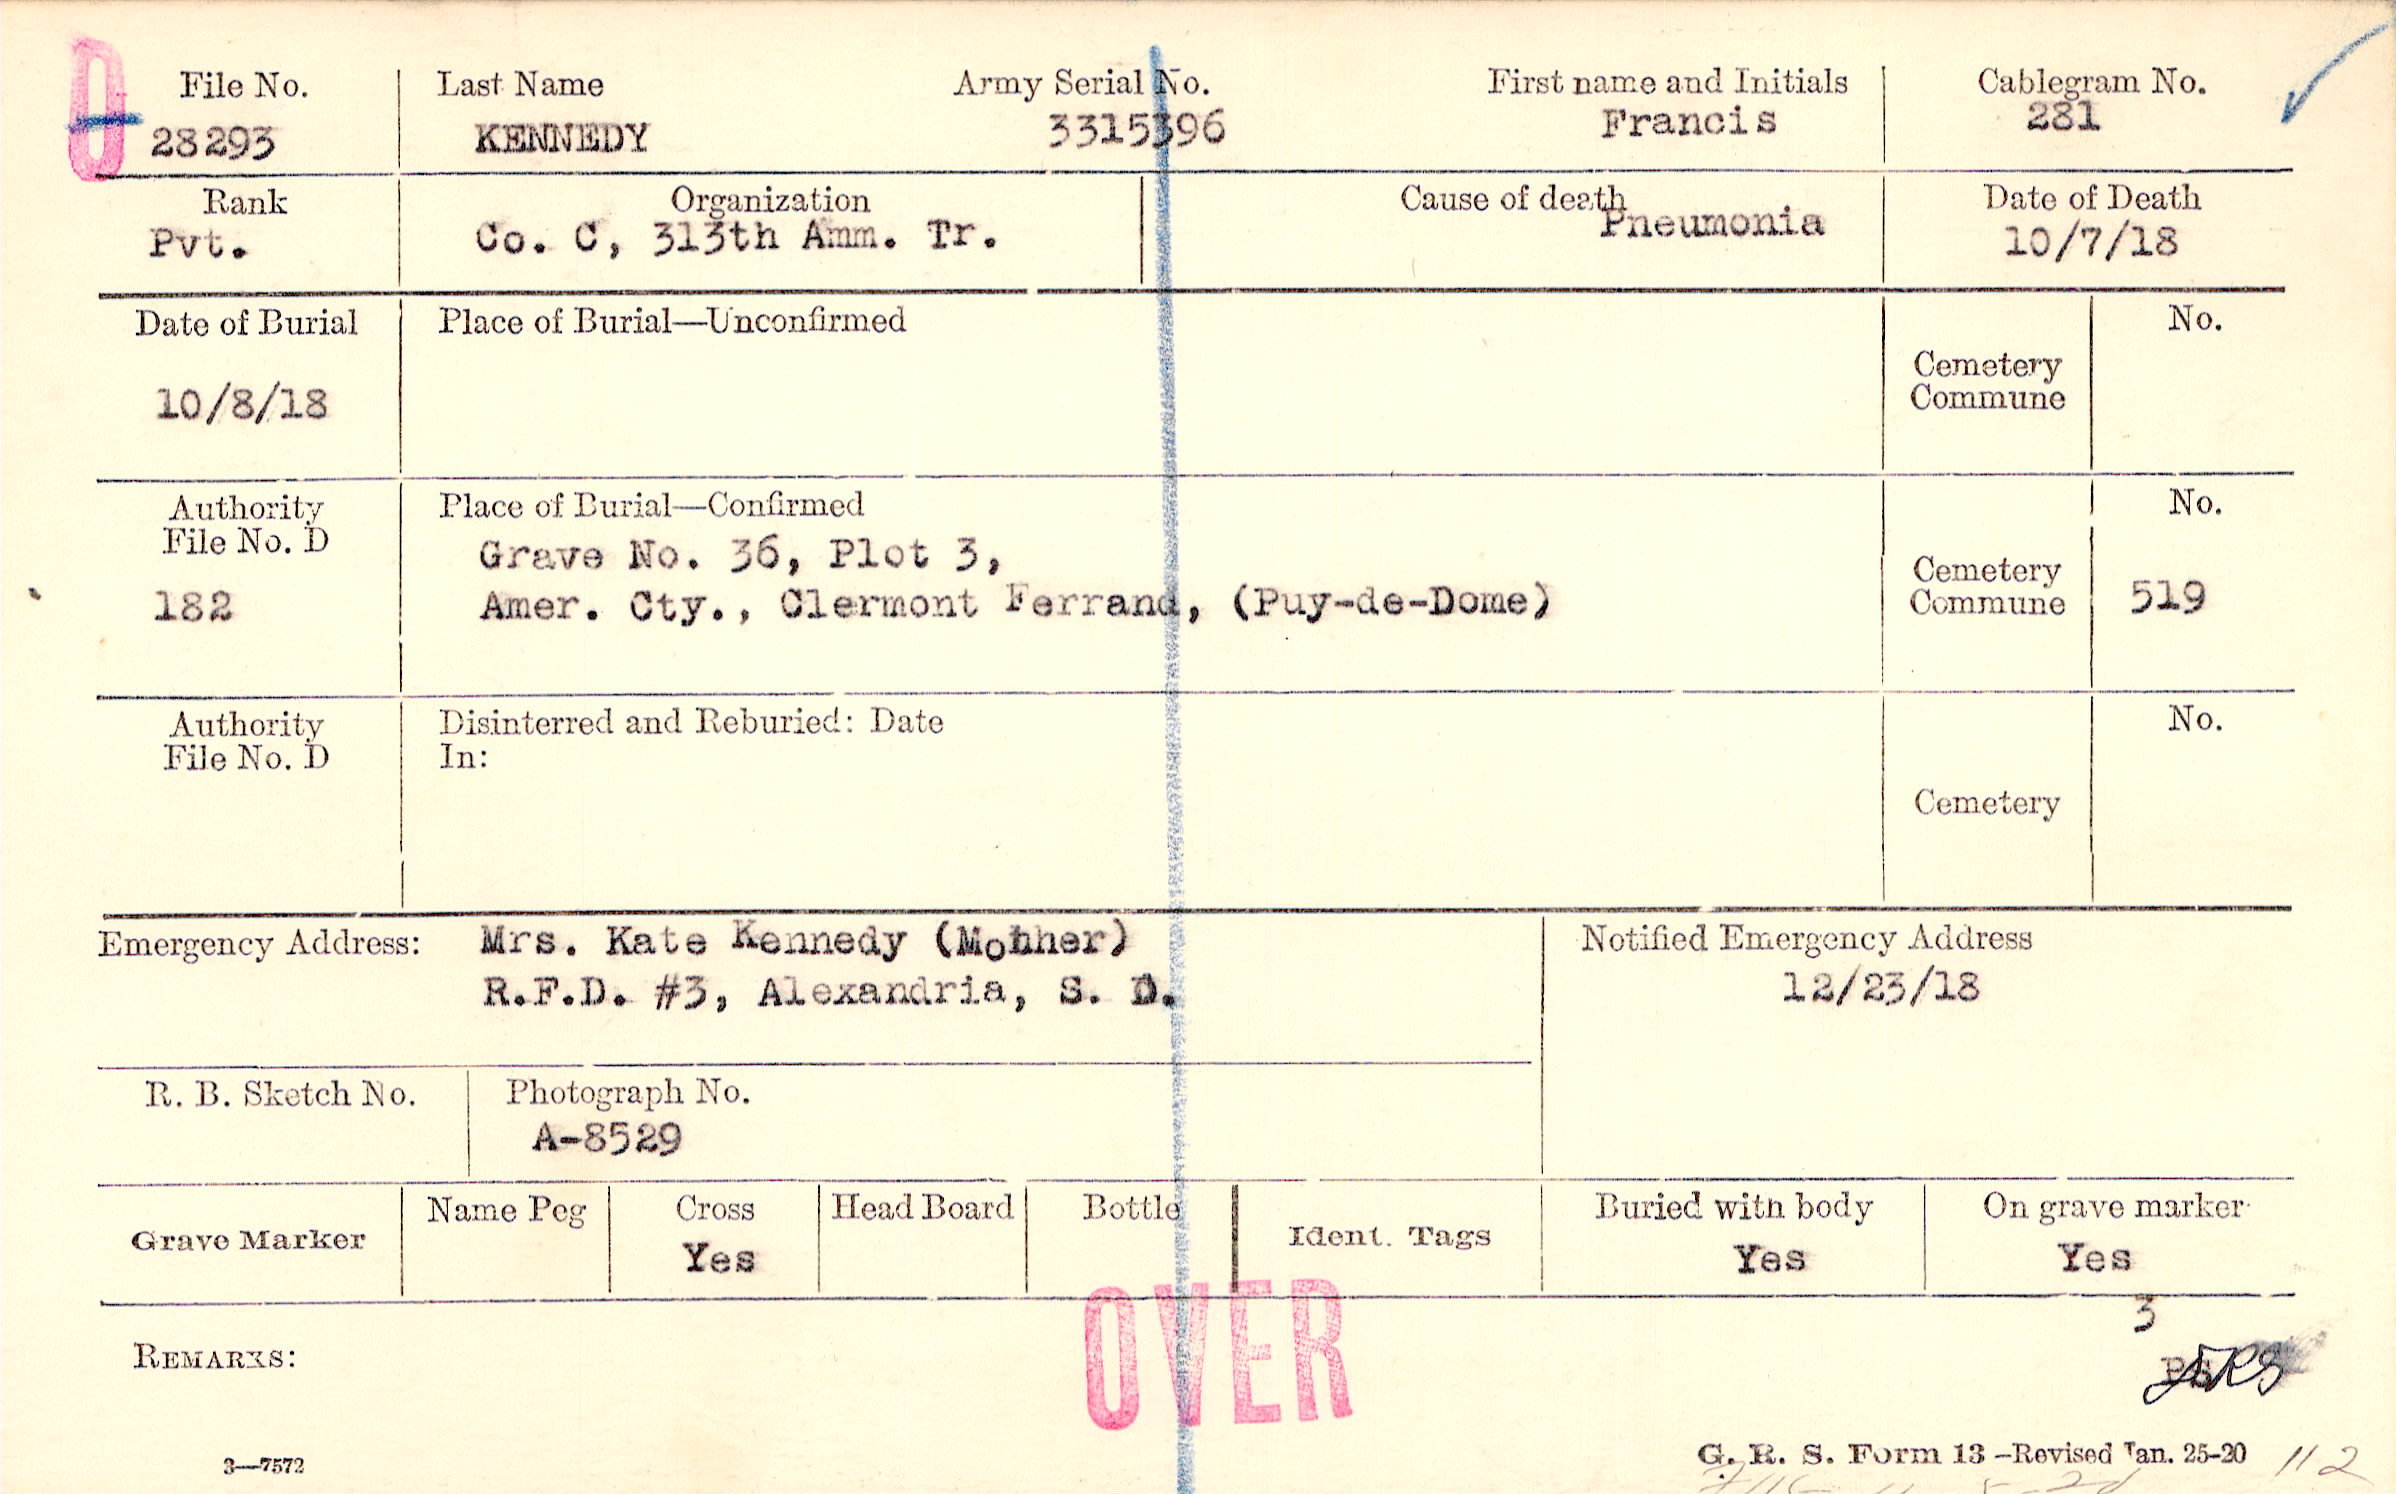 D
File No. Last Name Army Serial No. First name and Initials Cablegram No.
28293 KENNEDY 3315396 Francis 281
Rank Organization Cause of death Date of Death
Pvt. Co. C, 313th Amm. Tr. Pneumonia 10/7/18
Date of Burial Place of Burial—Unconfirmed No.
Cemetery
Commune
10/8/18
Authority Place of Burial—Confirmed No.
File No. D
Grave No. 36, Plot 3,
Cemetery
Commune 519
182 Amer. Cty., Clermont Ferrand, (Puy-de-Dome)
Authority Disinterred and Reburied: Date No.
File No. D In:
Cemetery
Emergency Address: Mrs. Kate Kennedy (Mother) Notified Emergency Address
R.F.D. #3, Alexandria, S. D. 12/23/18
R. B. Sketch No. Photograph No.
A-8529
Grave Marker Name Peg Cross Head Board Bottle Ident. Tags Buried with body On grave marker
Yes Yes Yes
3
OVER
REMARKS:
3—7572 G. R. S. Form 13—Revised Jan. 25-20 112